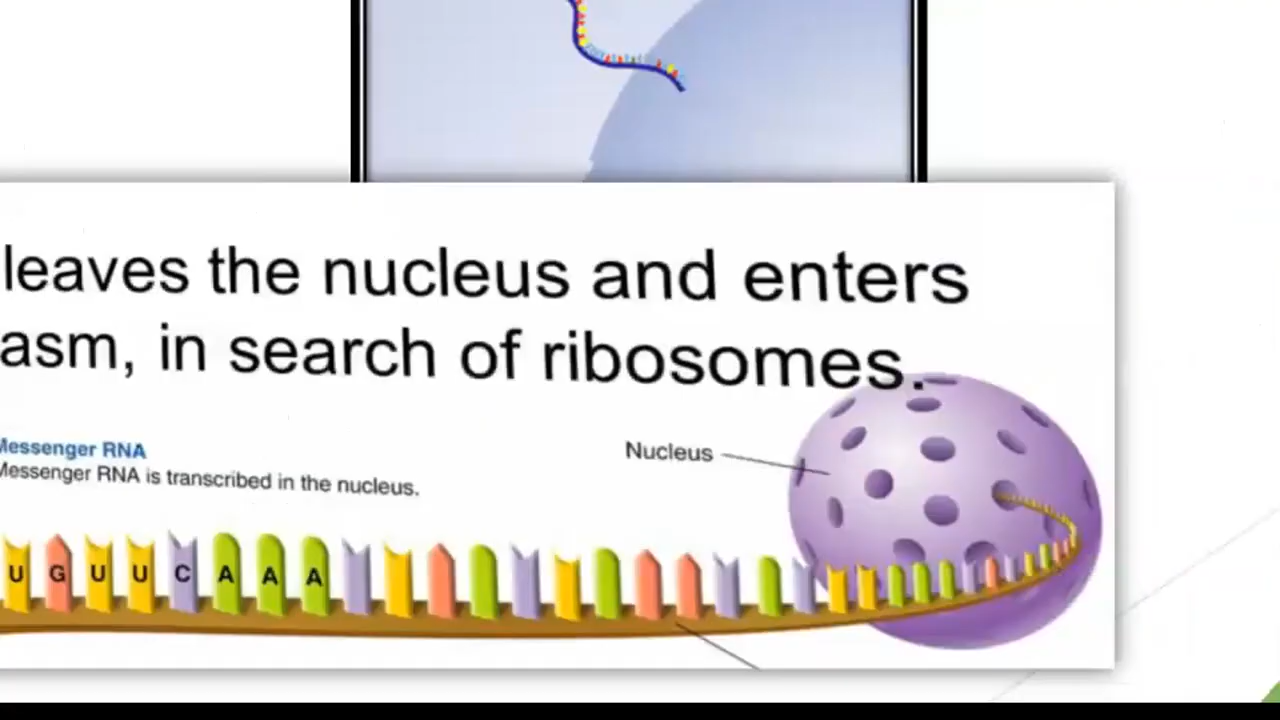 leaves the nucleus and enters
asm, in search of ribosomes.
Messenger RNA
Messenger RNA is transcribed in the nucleus.
Nucleus
U G U U C A A A